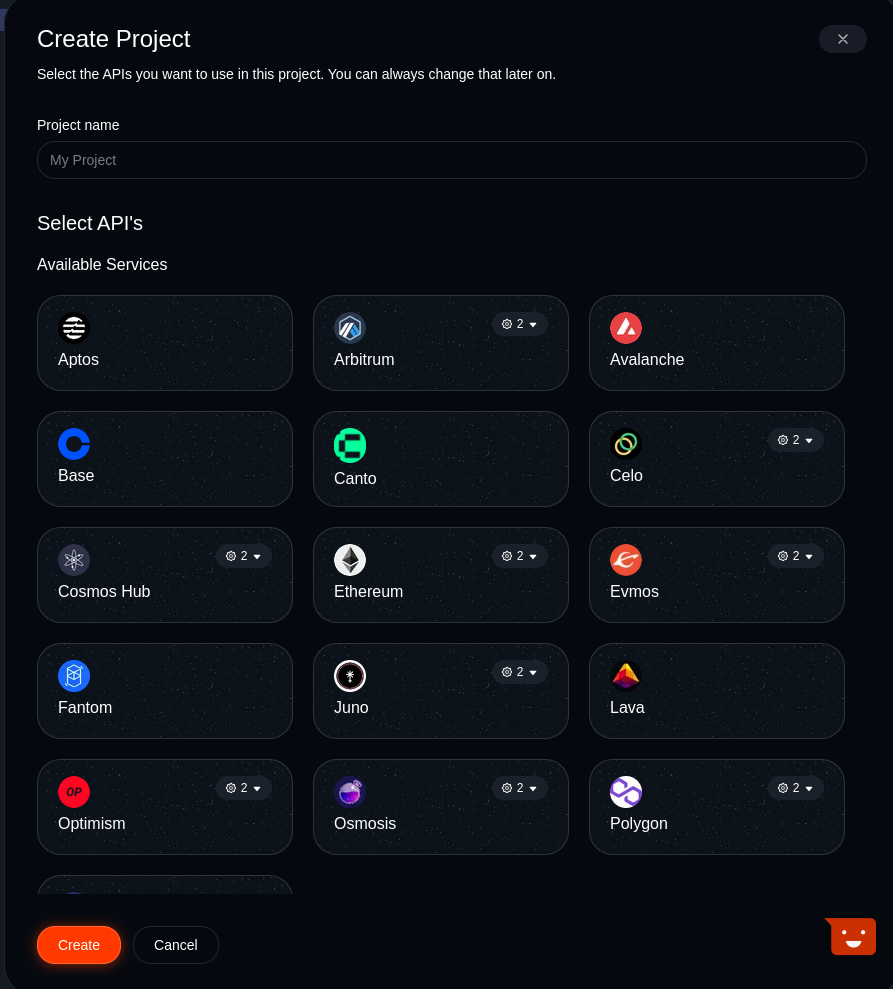 Create Project
Select the APIs you want to use in this project. You can always change that later on.
Project name
My Project
Select API's
Available Services
Aptos
2
Arbitrum
Avalanche
Base
Canto
2
Celo
2
Cosmos Hub
2
Ethereum
2
Evmos
Fantom
2
Juno
Lava
OP
2
Optimism
2
Osmosis
2
Polygon
Create
Cancel